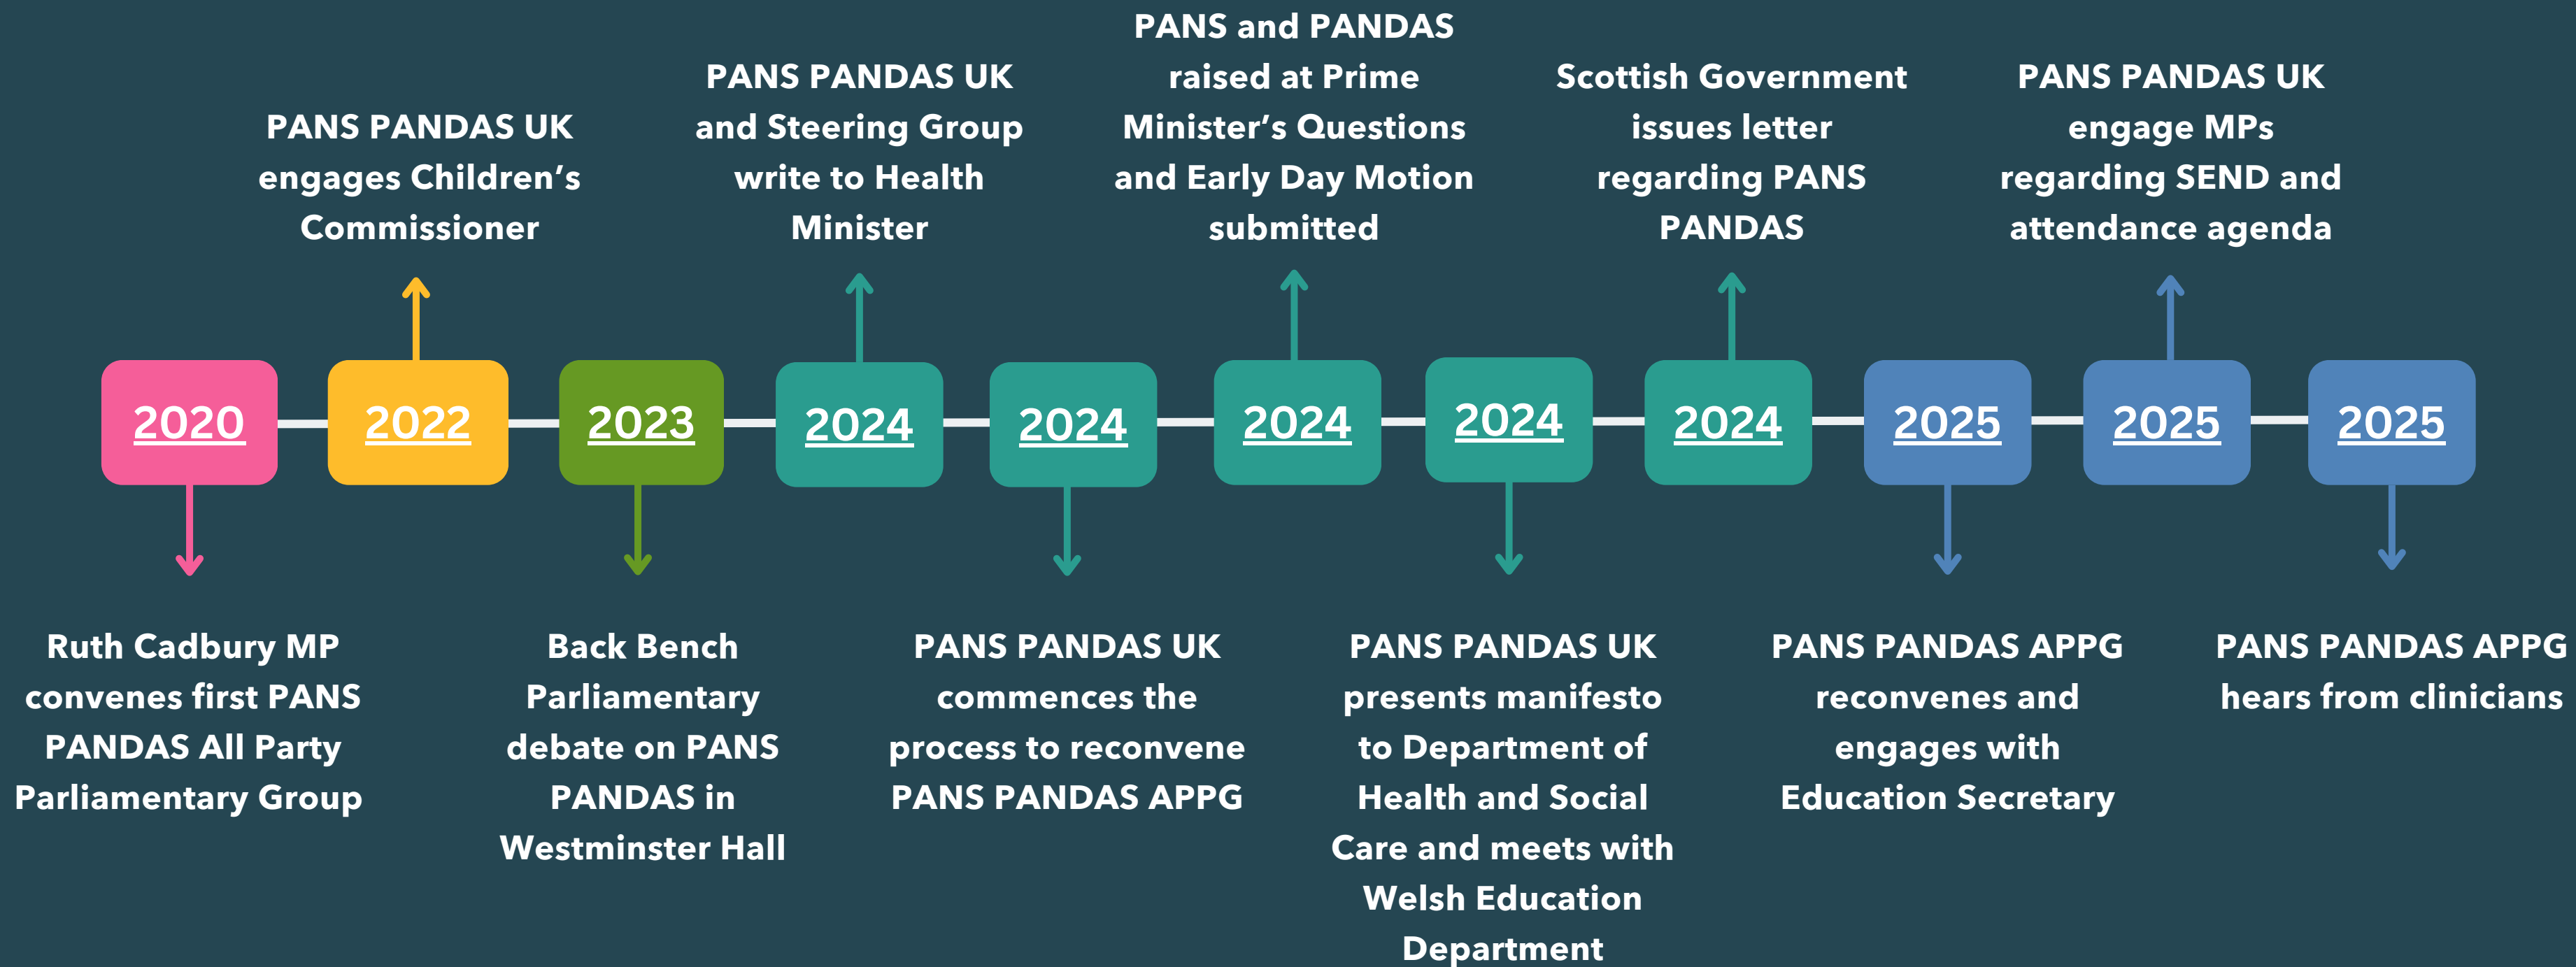 2020
Ruth Cadbury MP
convenes first PANS
PANDAS All Party
Parliamentary Group
PANS PANDAS UK
engages Children’s
Commissioner
2022
2023
Back Bench
Parliamentary
debate on PANS
PANDAS in
Westminster Hall
PANS PANDAS UK
and Steering Group
write to Health
Minister
2024
2024
PANS PANDAS UK
commences the
process to reconvene
PANS PANDAS APPG
PANS and PANDAS
raised at Prime
Minister’s Questions
and Early Day Motion
submitted
2024
2024
PANS PANDAS UK
presents manifesto
to Department of
Health and Social
Care and meets with
Welsh Education
Department
Scottish Government
issues letter
regarding PANS
PANDAS
2024
2025
PANS PANDAS APPG
reconvenes and
engages with
Education Secretary
PANS PANDAS UK
engage MPs
regarding SEND and
attendance agenda
2025
2025
PANS PANDAS APPG
hears from clinicians